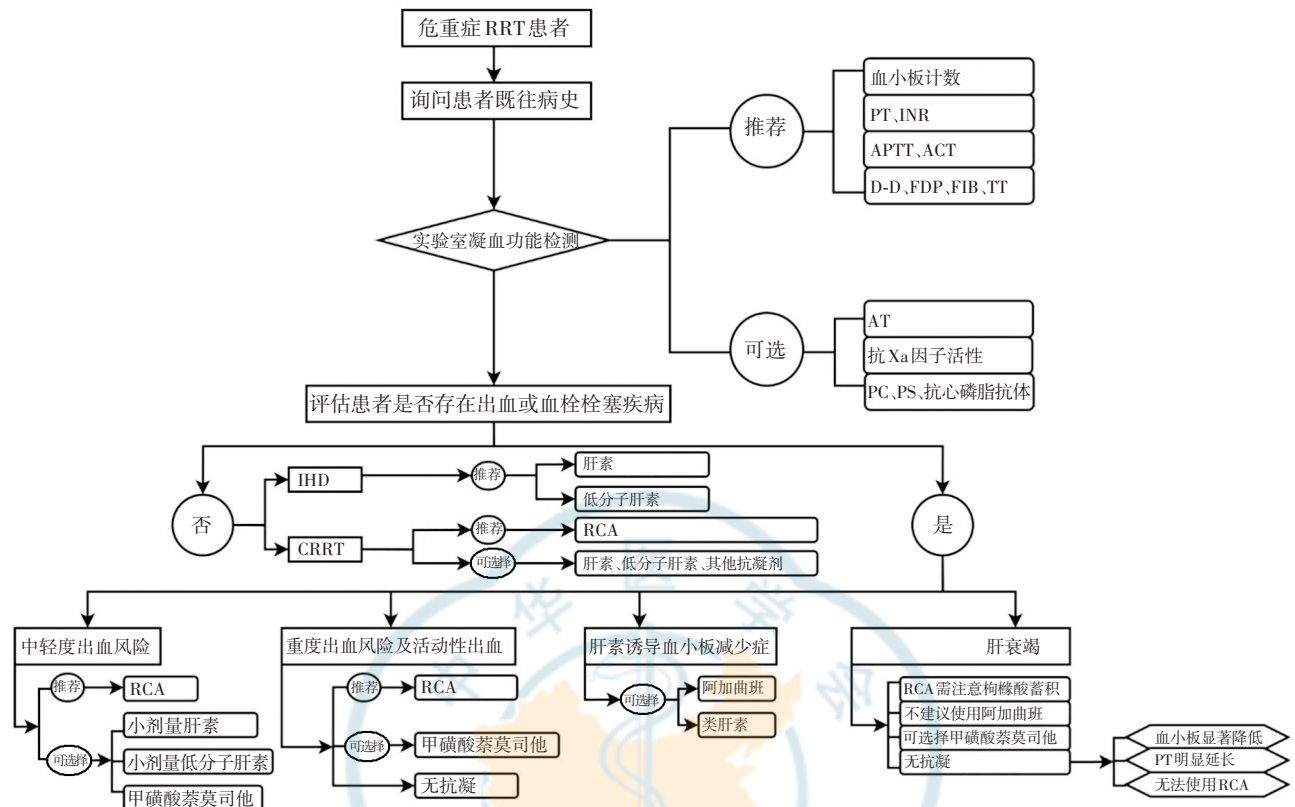 危重症RRT患者
询问患者既往病史
实验室凝血功能检测
推荐
血小板计数
PT、INR
APTT、ACT
D-D、FDP、FIB、TT
可选
AT
抗Xa因子活性
PC、PS、抗心磷脂抗体
评估患者是否存在出血或血栓栓塞疾病
否
IHD
推荐
肝素
低分子肝素
CRRT
推荐
RCA
可选择
肝素、低分子肝素、其他抗凝剂
是
中轻度出血风险
推荐
RCA
可选择
小剂量肝素
小剂量低分子肝素
甲磺酸萘莫司他
重度出血风险及活动性出血
推荐
RCA
可选择
甲磺酸萘莫司他
无抗凝
肝素诱导血小板减少症
可选择
阿加曲班
类肝素
肝衰竭
RCA需注意枸橼酸蓄积
不建议使用阿加曲班
可选择甲磺酸萘莫司他
无抗凝
血小板显著降低
PT明显延长
无法使用RCA
中华医学会